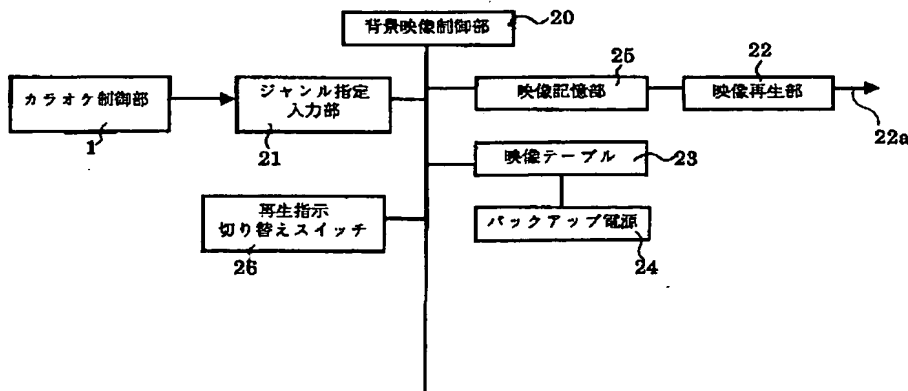 背景映像制御部
20
カラオケ制御部
1
ジャンル指定
入力部
21
映像記憶部
25
映像再生部
22
22a
映像テーブル
23
再生指示
切り替えスイッチ
26
バックアップ電源
24